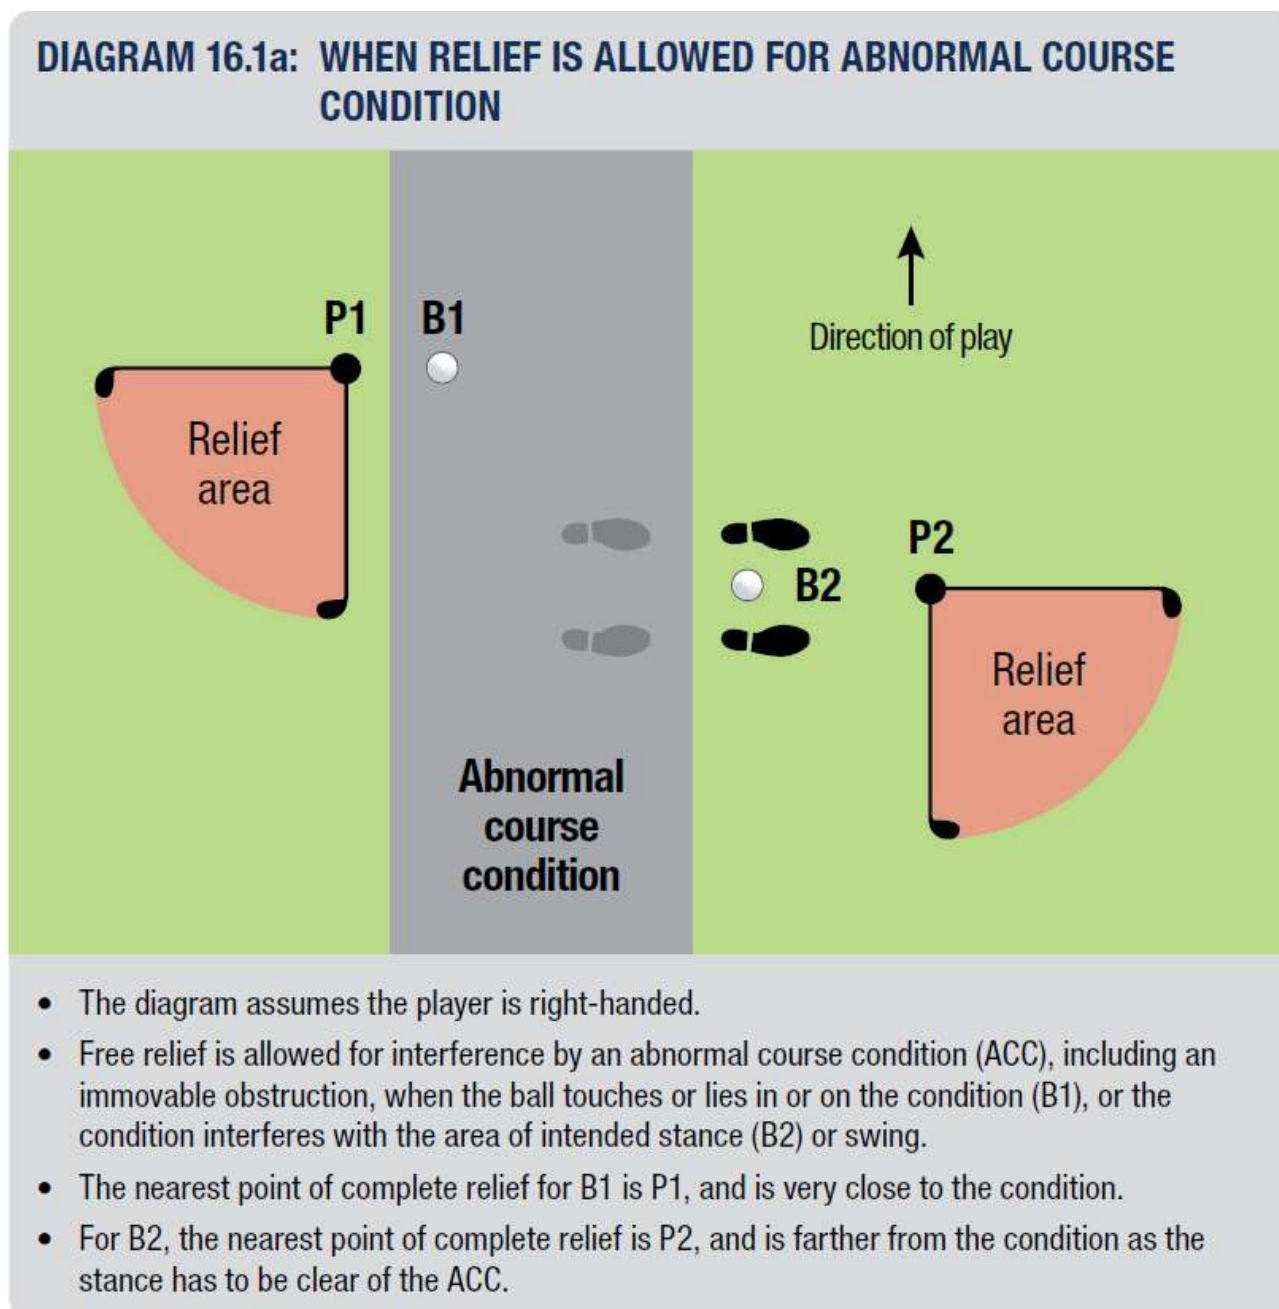 DIAGRAM 16.1a: WHEN RELIEF IS ALLOWED FOR ABNORMAL COURSE
CONDITION
P1
B1
Direction of play
Relief
area
P2
B2
Relief
area
Abnormal
course
condition
• The diagram assumes the player is right-handed.
• Free relief is allowed for interference by an abnormal course condition (ACC), including an
immovable obstruction, when the ball touches or lies in or on the condition (B1), or the
condition interferes with the area of intended stance (B2) or swing.
• The nearest point of complete relief for B1 is P1, and is very close to the condition.
• For B2, the nearest point of complete relief is P2, and is farther from the condition as the
stance has to be clear of the ACC.